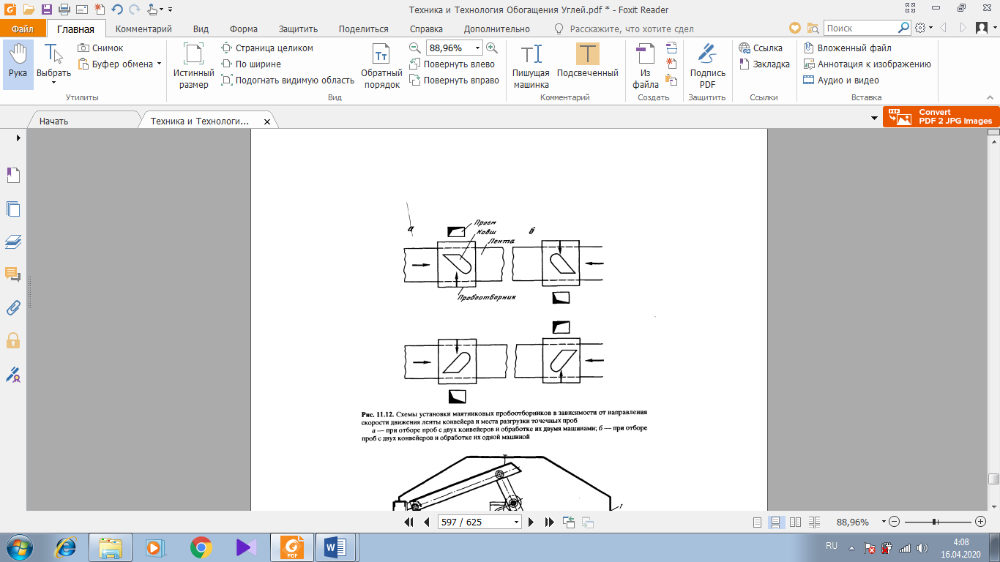 Техника и Технология Обогащения Углей.pdf * - Foxit Reader
Файл Главная Комментарий Вид Форма Защитить Поделиться Справка Дополнительно Расскажите, что хотите сдел Поиск
Рука
Выбрать
Снимок
Буфер обмена
Утилиты
Истинный размер
Страница целиком
По ширине
Подогнать видимую область
Обратный порядок
88,96%
Повернуть влево
Повернуть вправо
Вид
Пишущая машинка
Подсвеченный
Комментарий
Из файла
Создать
Подпись PDF
Защитить
Ссылка
Закладка
Ссылки
Вложенный файл
Аннотация к изображению
Аудио и видео
Вставка
Начать
Техника и Технологи...
PDF
Convert
PDF 2 JPG Images
а
Проем
Ковш
Лента
б
Пробоотборник
Рис. 11.12. Схемы установки маятниковых пробоотборников в зависимости от направления
скорости движения ленты конвейера и места разгрузки точечных проб
а — при отборе проб с двух конвейеров и обработке их двумя машинами; б — при отборе
проб с двух конвейеров и обработке их одной машиной
1
597 / 625
88,96%
PDF
RU
4:08
16.04.2020